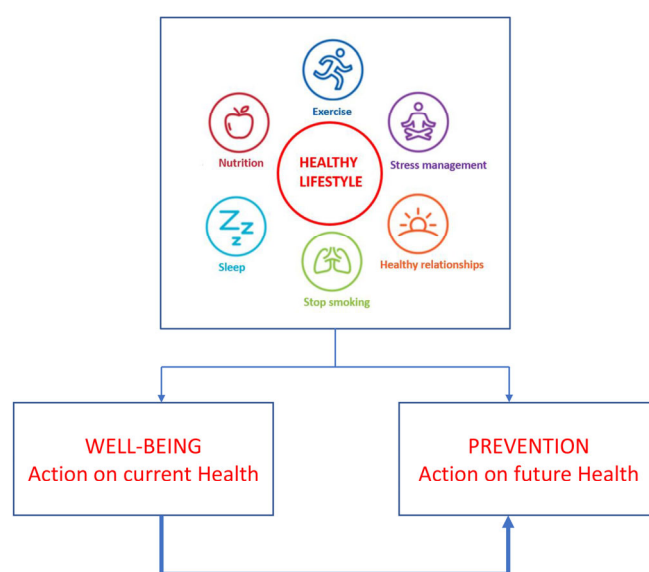 Exercise
Nutrition
Stress management
HEALTHY
LIFESTYLE
Zzz
Sleep
Healthy relationships
Stop smoking
WELL-BEING
Action on current Health
PREVENTION
Action on future Health